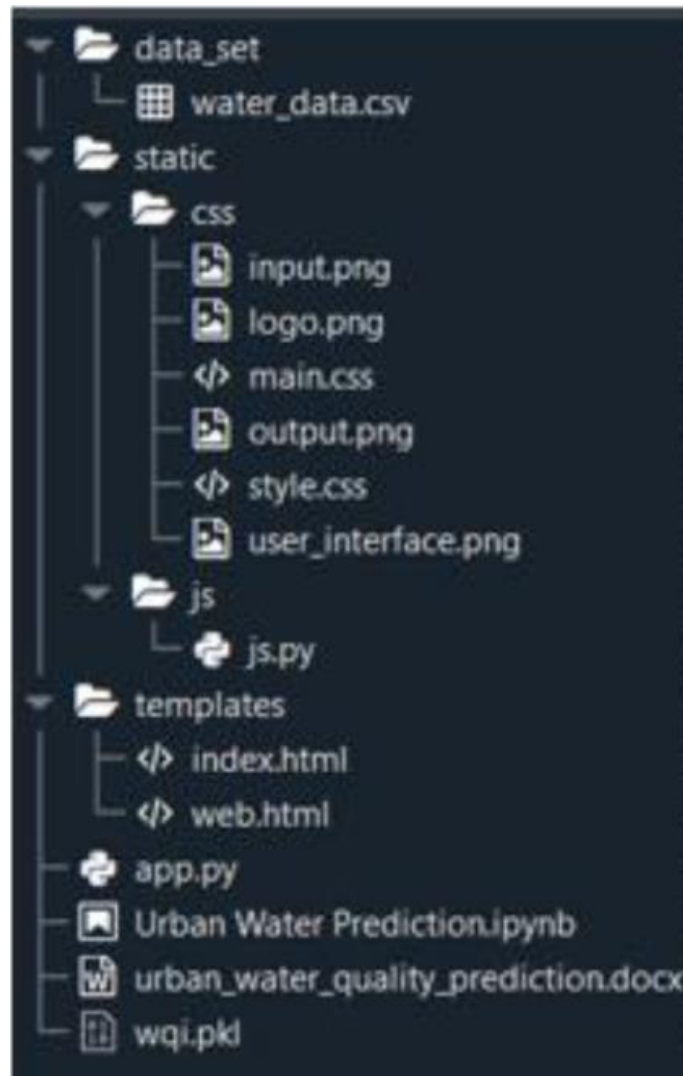 data_set
water_data.csv
static
css
input.png
logo.png
main.css
output.png
style.css
user_interface.png
js
js.py
templates
index.html
web.html
app.py
Urban Water Prediction.ipynb
urban_water_quality_prediction.docx
wqi.pkl